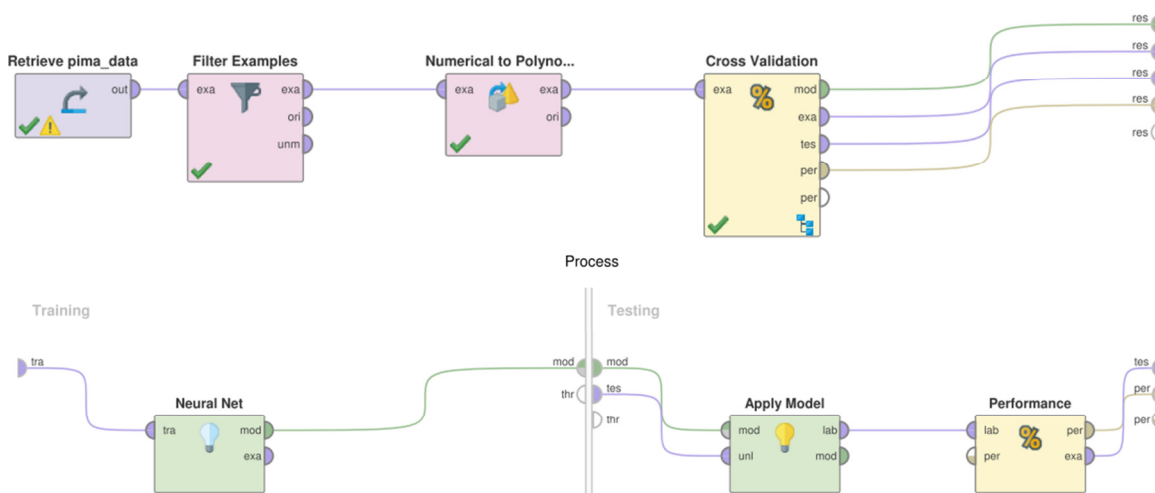 res
Retrieve pima_data Filter Examples Numerical to Polyno... Cross Validation
res
out exa exa exa exa exa mod res
ori ori exa res
unm tes res
per
per
Process
Training Testing
tra mod mod tes
thr tes per
Neural Net thr Apply Model Performance per
tra mod mod lab lab per
exa unl mod per exa